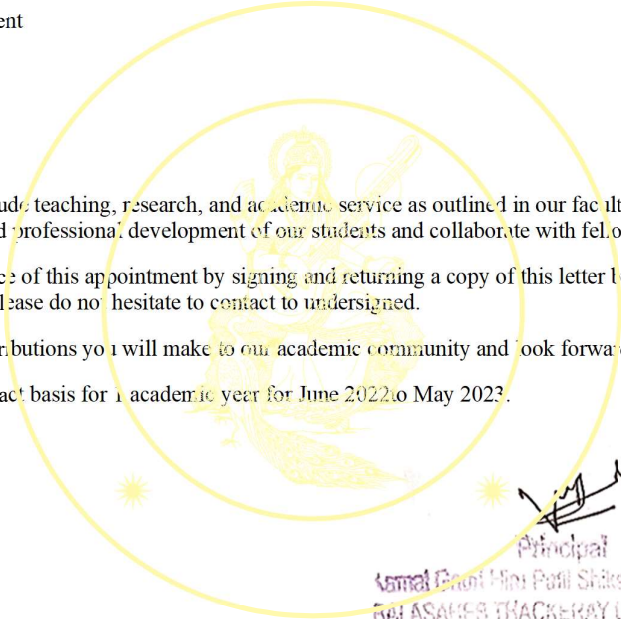 ent
ude teaching, research, and academic service as outlined in our facult
d professional development of our students and collaborate with fello
ce of this appointment by signing and returning a copy of this letter b
lease do not hesitate to contact to undersigned.
ributions you will make to our academic community and look forwar
act basis for 1 academic year for June 2022to May 2023.
Principal
Patil
THACKERAY